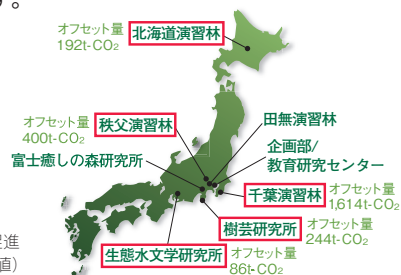 す。
オフセット量
192t-CO₂
北海道演習林
オフセット量
400t-CO₂
秩父演習林
田無演習林
企画部/
教育研究センター
富士癒しの森研究所
千葉演習林
オフセット量
1,614t-CO₂
樹芸研究所
オフセット量
244t-CO₂
生態水文学研究所
オフセット量
86t-CO₂
促進
値）